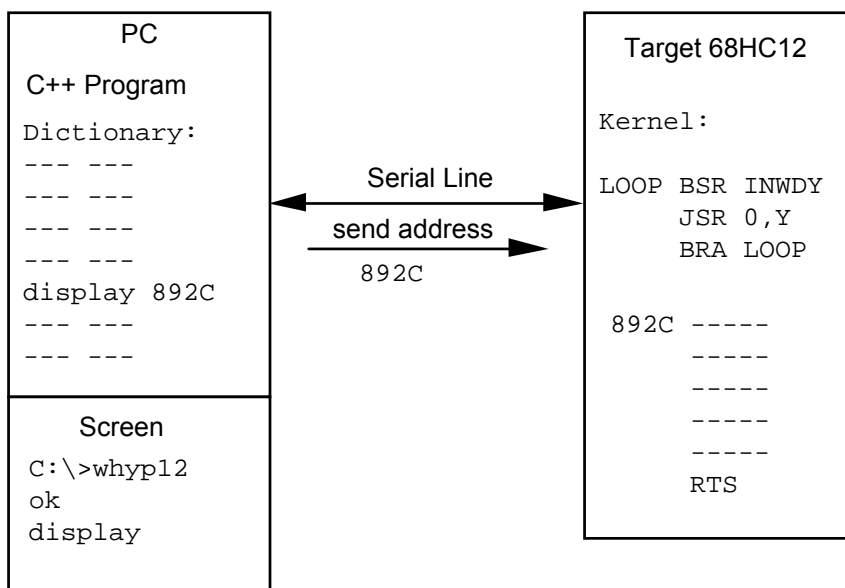 PC
C++ Program
Dictionary:
--- ---
--- ---
--- ---
--- ---
display 892C
--- ---
--- ---
Screen
C:\>whyp12
ok
display
Serial Line
send address
892C
Target 68HC12
Kernel:
LOOP BSR INWDY
JSR 0,Y
BRA LOOP
892C -----
-----
-----
-----
-----
RTS